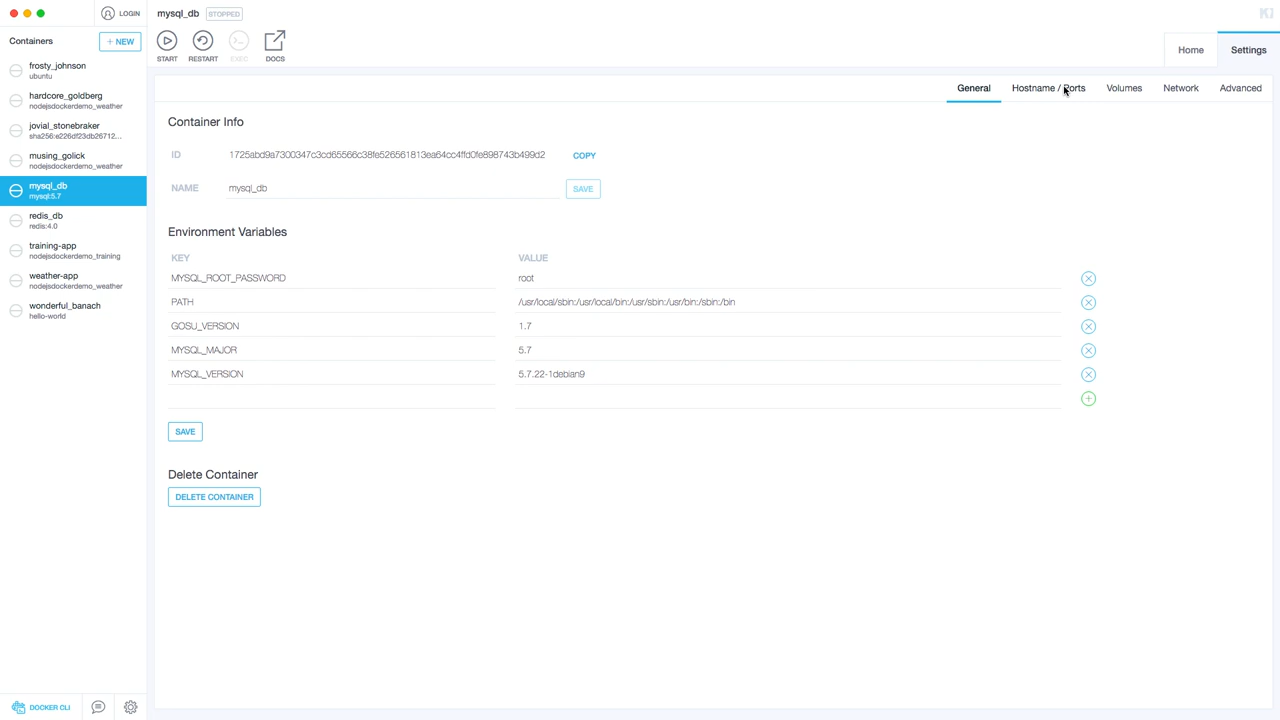 LOGIN
mysql_db STOPPED
Containers
+ NEW
START
RESTART
EXEC
DOCS
Home
Settings
General
Hostname / Ports
Volumes
Network
Advanced
frosty_johnson
ubuntu
hardcore_goldberg
nodejsdockerdemo_weather
jovial_stonebraker
sha256:e226df23db26712...
musing_golick
nodejsdockerdemo_weather
mysql_db
mysql:5.7
redis_db
redis:4.0
training-app
nodejsdockerdemo_training
weather-app
nodejsdockerdemo_weather
wonderful_banach
hello-world
DOCKER CLI
Container Info
ID 1725abd9a7300347c3cd65566c38fe526561813ea64cc4ffd0fe898743b499d2 COPY
NAME mysql_db SAVE
Environment Variables
KEY VALUE
MYSQL_ROOT_PASSWORD root
PATH /usr/local/sbin:/usr/local/bin:/usr/sbin:/usr/bin:/sbin:/bin
GOSU_VERSION 1.7
MYSQL_MAJOR 5.7
MYSQL_VERSION 5.7.22-1debian9
SAVE
Delete Container
DELETE CONTAINER